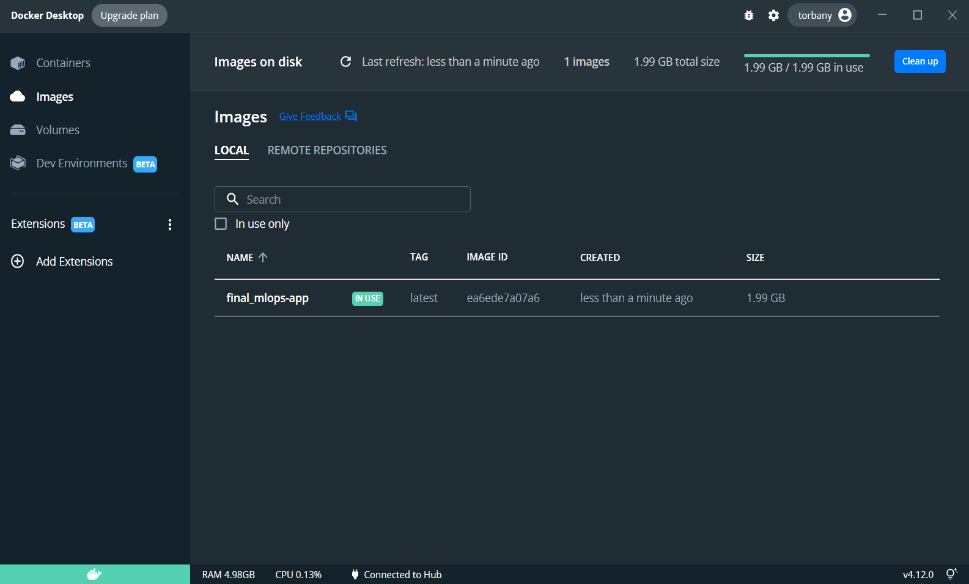 Docker Desktop Upgrade plan torbany
Containers
Images
Volumes
Dev Environments BETA
Extensions BETA
Add Extensions
Images on disk Last refresh: less than a minute ago 1 images 1.99 GB total size 1.99 GB / 1.99 GB in use Clean up
Images Give Feedback
LOCAL REMOTE REPOSITORIES
Search
In use only
NAME TAG IMAGE ID CREATED SIZE
final_mlops-app IN USE latest ea6ede7a07a6 less than a minute ago 1.99 GB
RAM 4.98GB CPU 0.13% Connected to Hub v4.12.0